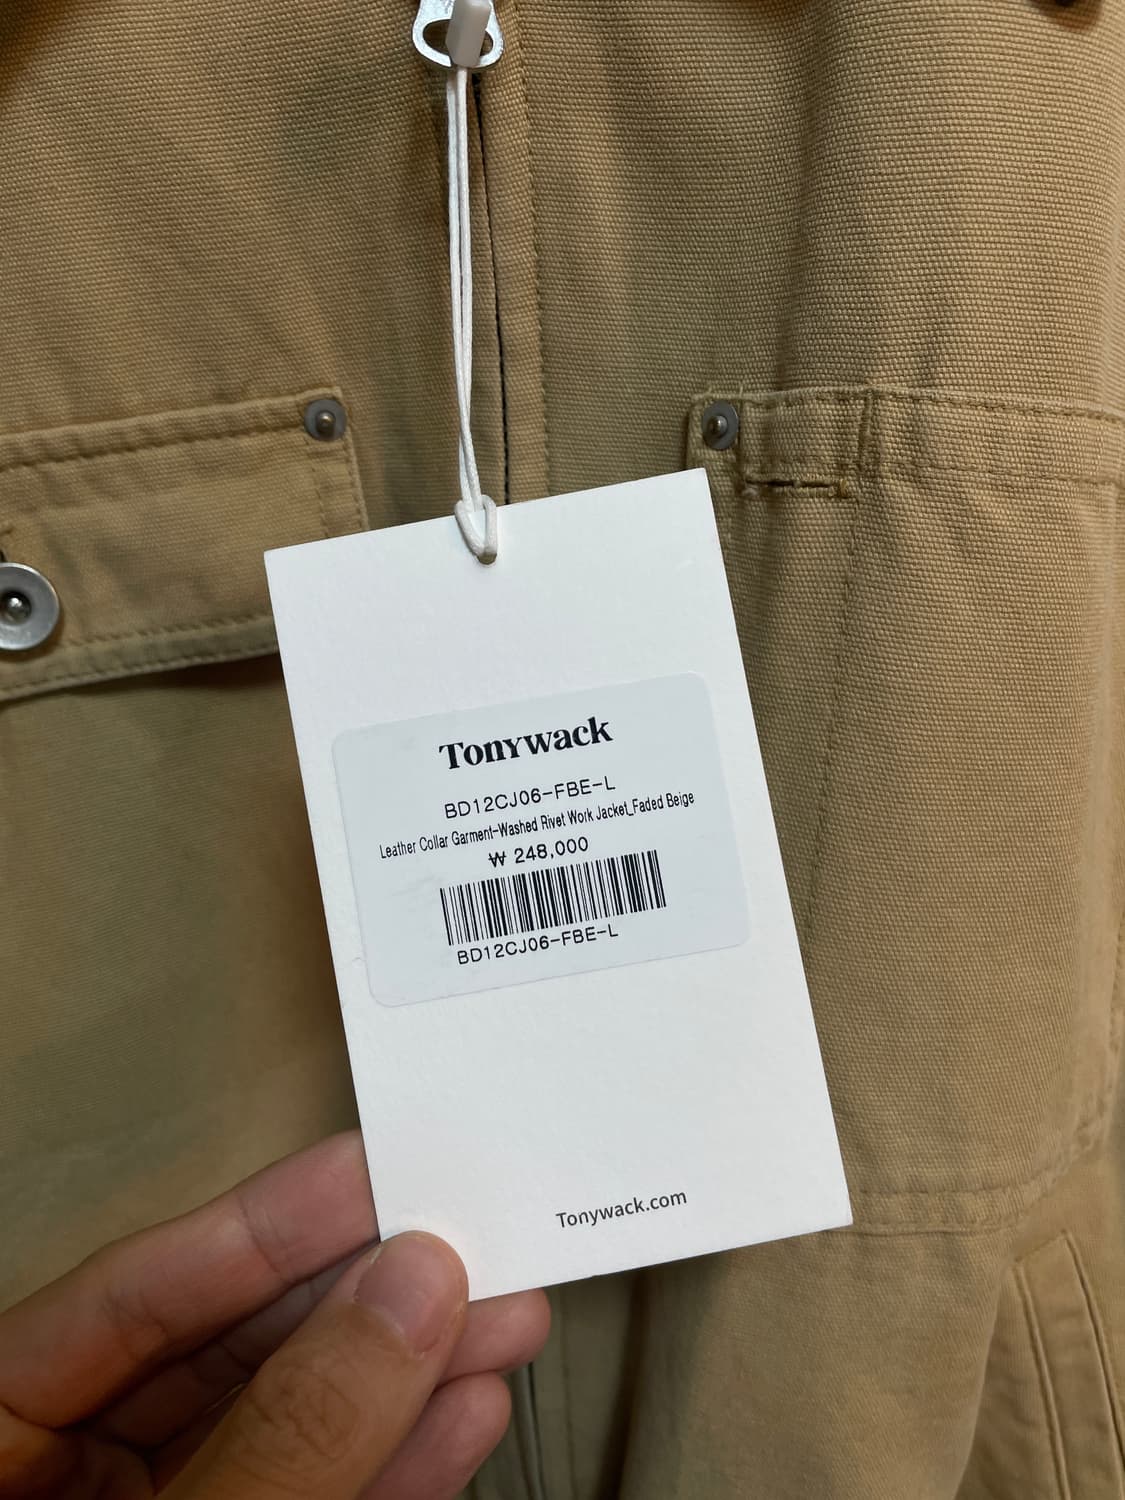 Tonywack
BD12CJ06-FBE-L
Leather Collar Garment-Washed Rivet Work Jacket_Faded Beige
₩ 248,000
BD12CJ06-FBE-L
Tonywack.com